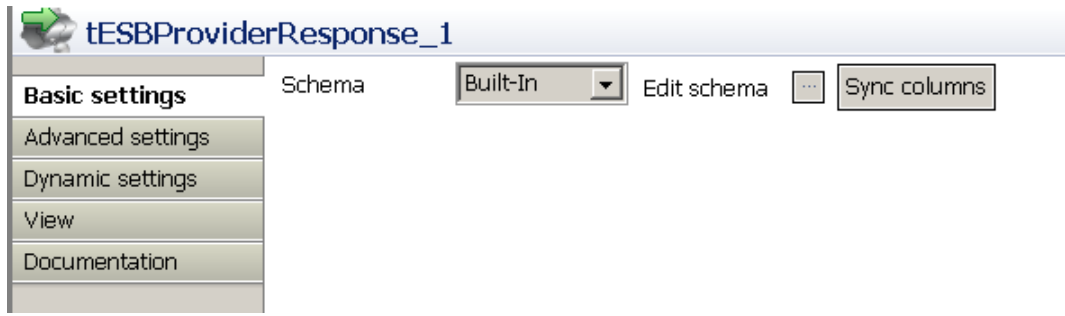 tESBProviderResponse_1
Basic settings
Schema Built-In Edit schema ... Sync columns
Advanced settings
Dynamic settings
View
Documentation